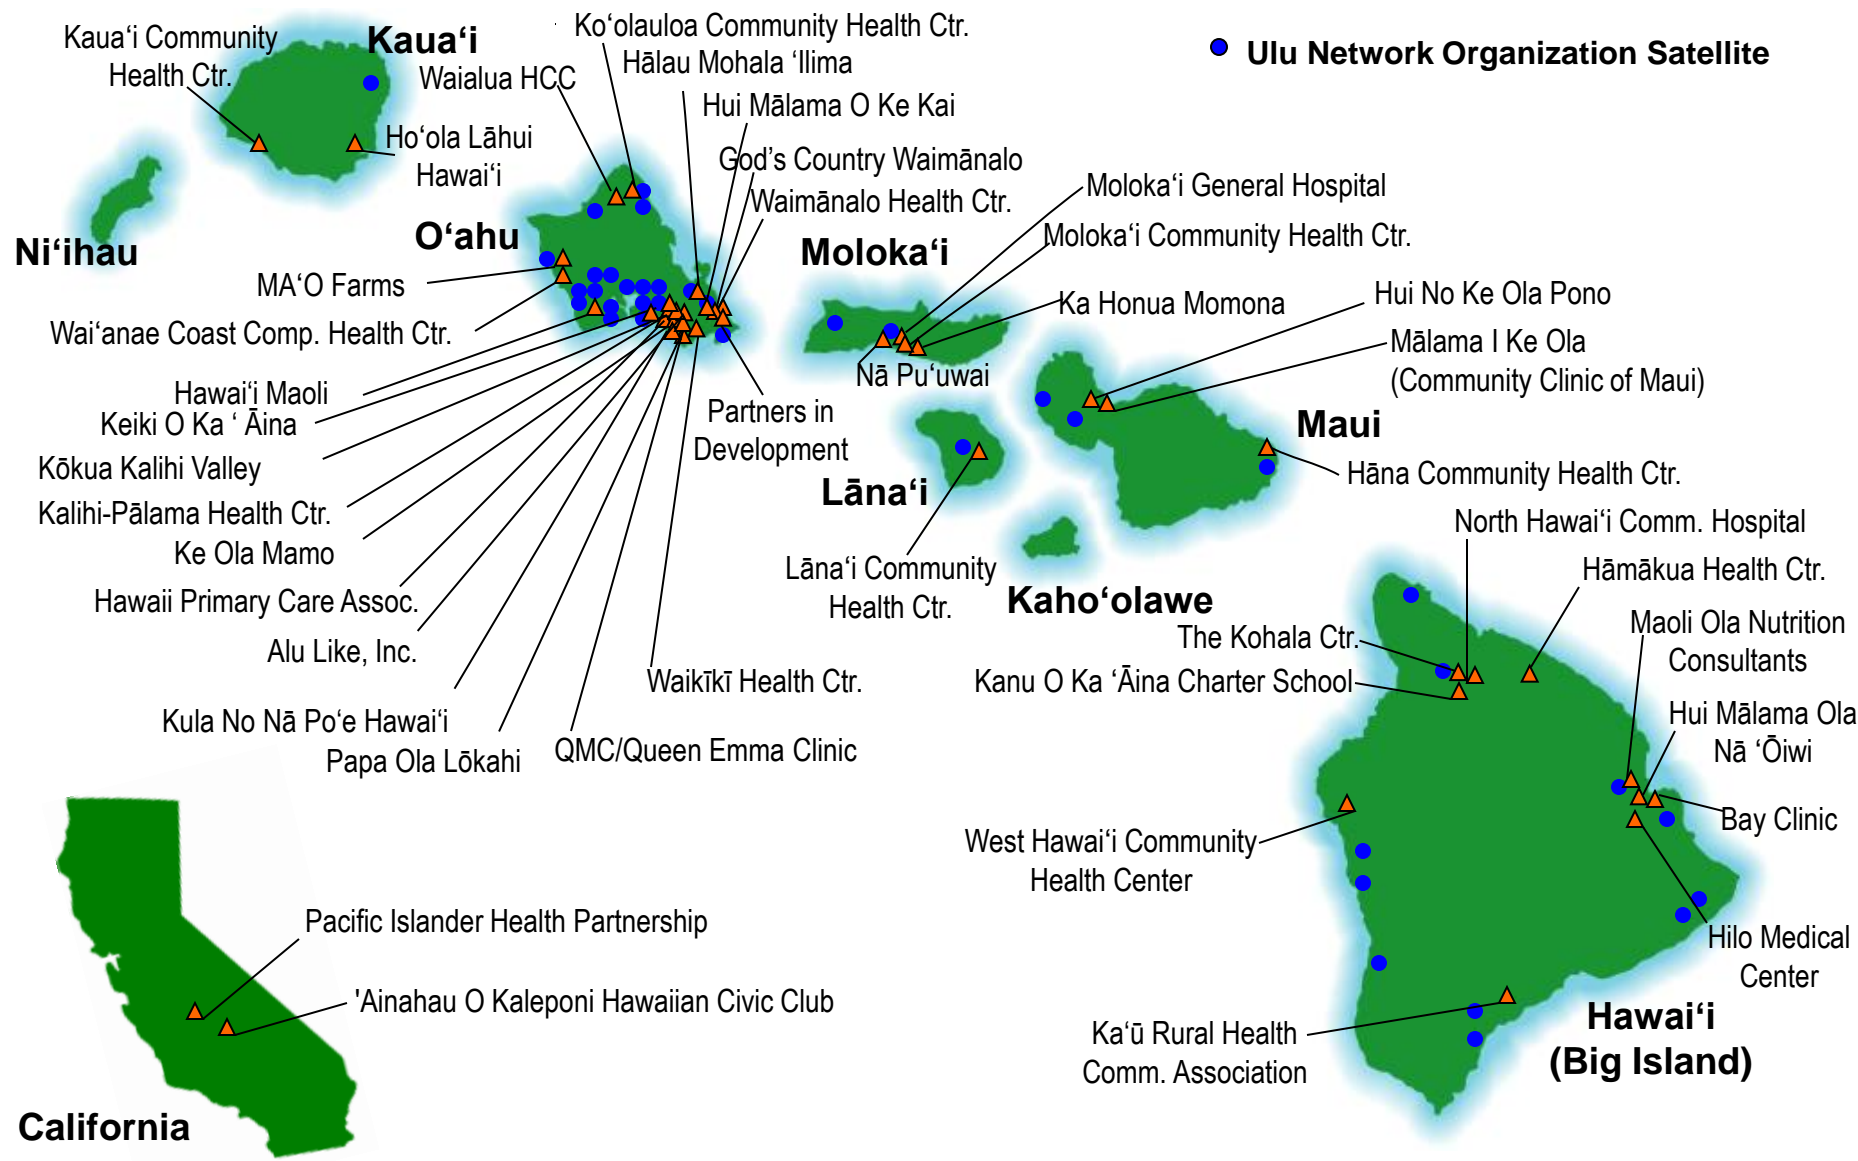 Kaua‘i Community
Health Ctr.
Kaua‘i
Waialua HCC
Ko‘olauloa Community Health Ctr.
Hālau Mohala ‘Ilima
Hui Mālama O Ke Kai
Ulu Network Organization Satellite
Ho‘ola Lāhui
Hawai‘i
God’s Country Waimānalo
Waimānalo Health Ctr.
Ni‘ihau
O‘ahu
Moloka‘i
Moloka‘i General Hospital
Moloka‘i Community Health Ctr.
Ka Honua Momona
Hui No Ke Ola Pono
Mālama I Ke Ola
(Community Clinic of Maui)
MA‘O Farms
Wai‘anae Coast Comp. Health Ctr.
Nā Pu‘uwai
Hawai‘i Maoli
Keiki O Ka ‘ Āina
Kōkua Kalihi Valley
Kalihi-Pālama Health Ctr.
Ke Ola Mamo
Hawaii Primary Care Assoc.
Alu Like, Inc.
Kula No Nā Po‘e Hawai‘i
Papa Ola Lōkahi
QMC/Queen Emma Clinic
Waikīkī Health Ctr.
Partners in
Development
Maui
Hāna Community Health Ctr.
Lāna‘i
Lāna‘i Community
Health Ctr.
Kaho‘olawe
North Hawai‘i Comm. Hospital
Hāmākua Health Ctr.
The Kohala Ctr.
Kanu O Ka ‘Āina Charter School
Maoli Ola Nutrition
Consultants
Hui Mālama Ola
Nā ‘Ōiwi
Bay Clinic
West Hawai‘i Community
Health Center
Hilo Medical
Center
Ka‘ū Rural Health
Comm. Association
Hawai‘i
(Big Island)
Pacific Islander Health Partnership
'Ainahau O Kaleponi Hawaiian Civic Club
California